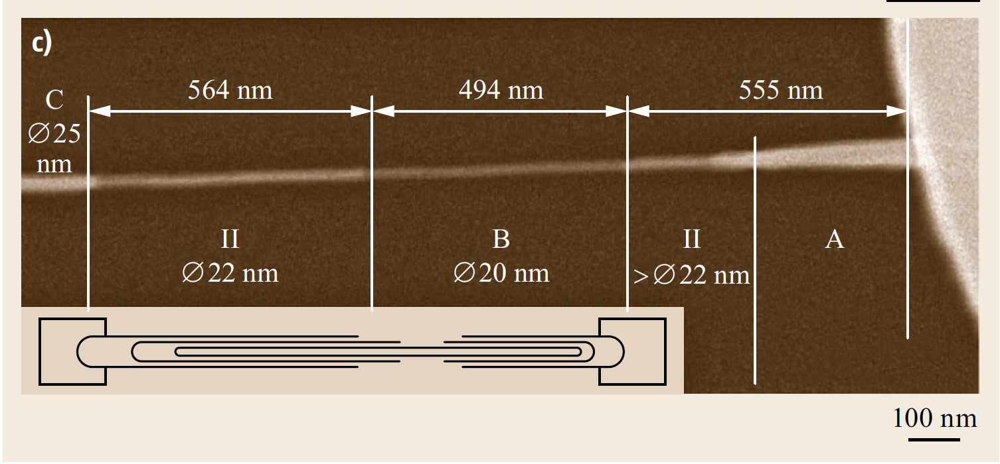 c)
564 nm
494 nm
555 nm
C
∅25
nm
II
∅22 nm
B
∅20 nm
II
>∅22 nm
A
100 nm